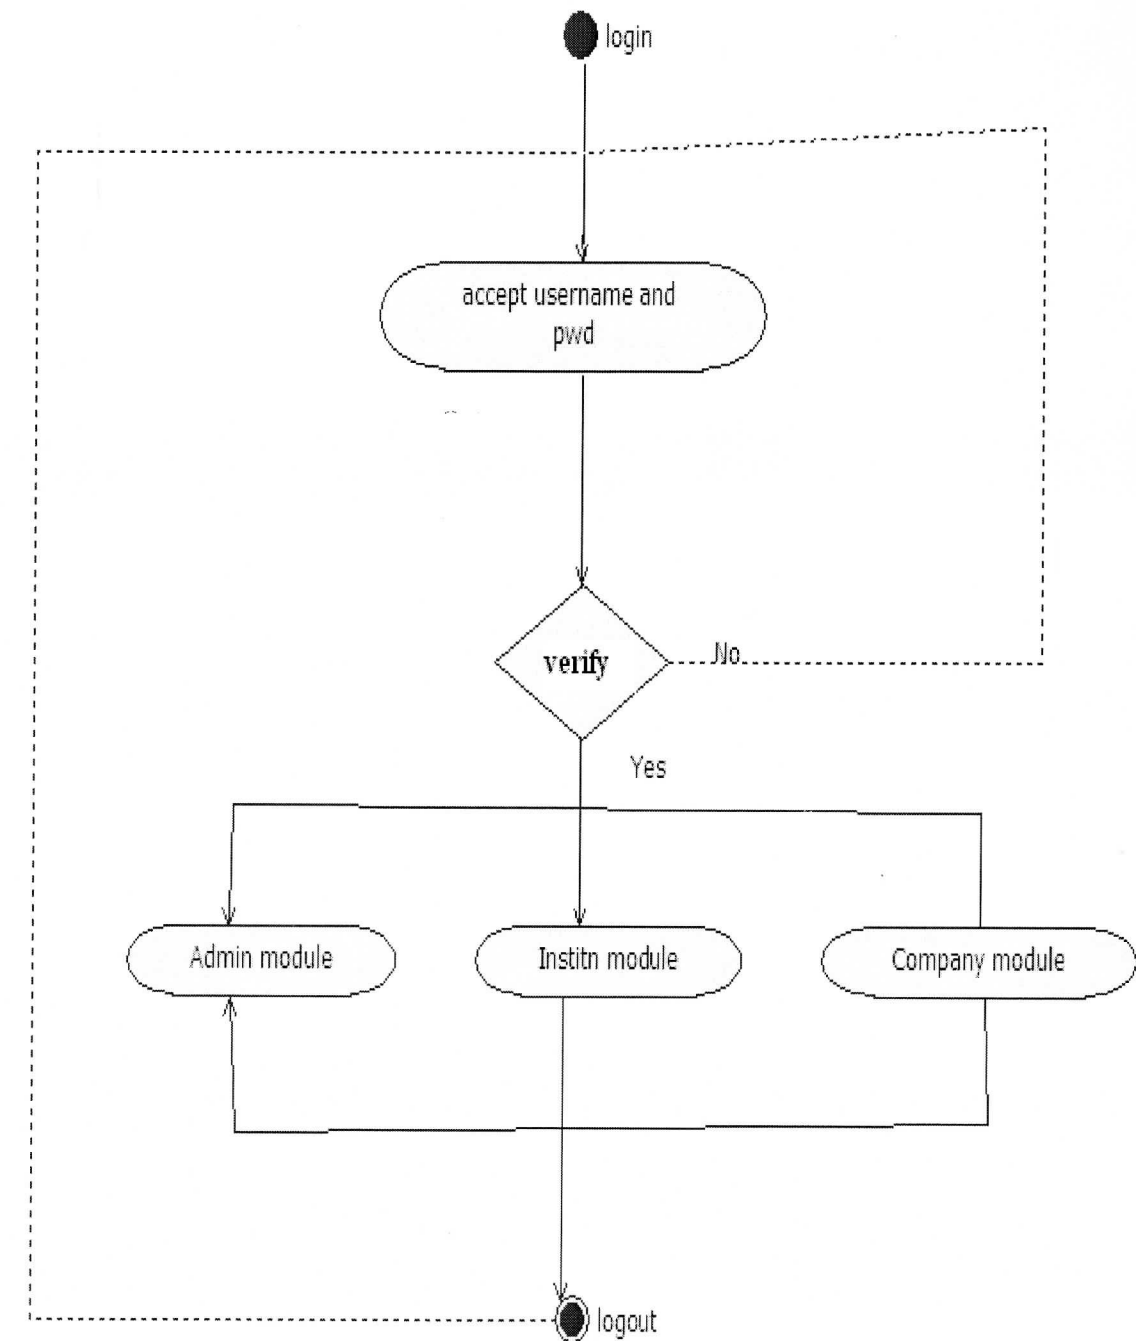 login
accept username and
pwd
verify
No
Yes
Admin module
Institn module
Company module
logout